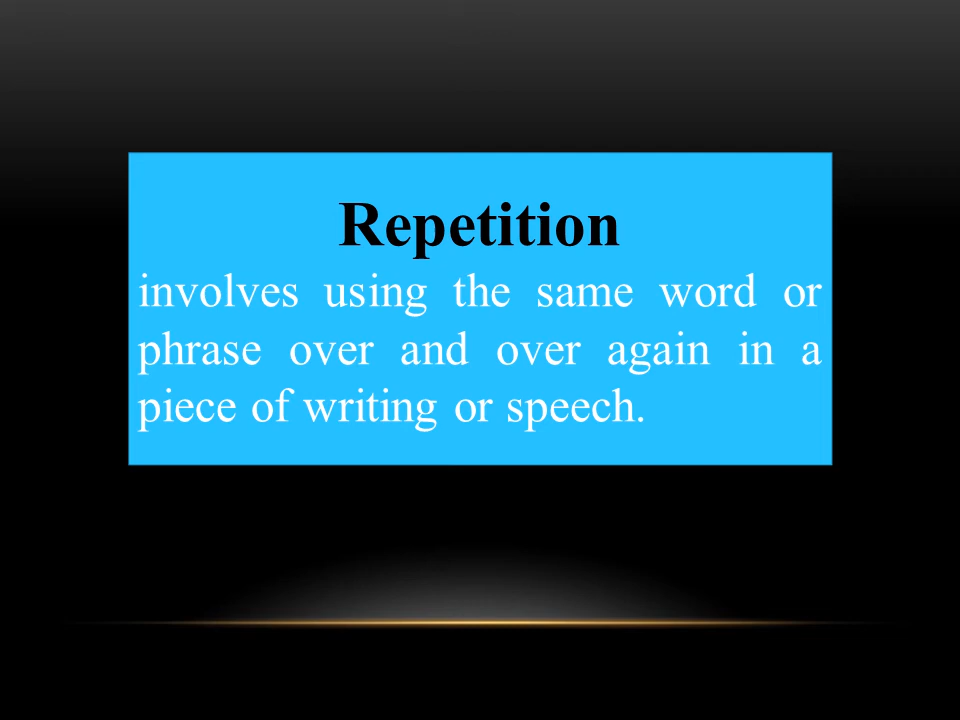 Repetition
involves using the same word or
phrase over and over again in a
piece of writing or speech.